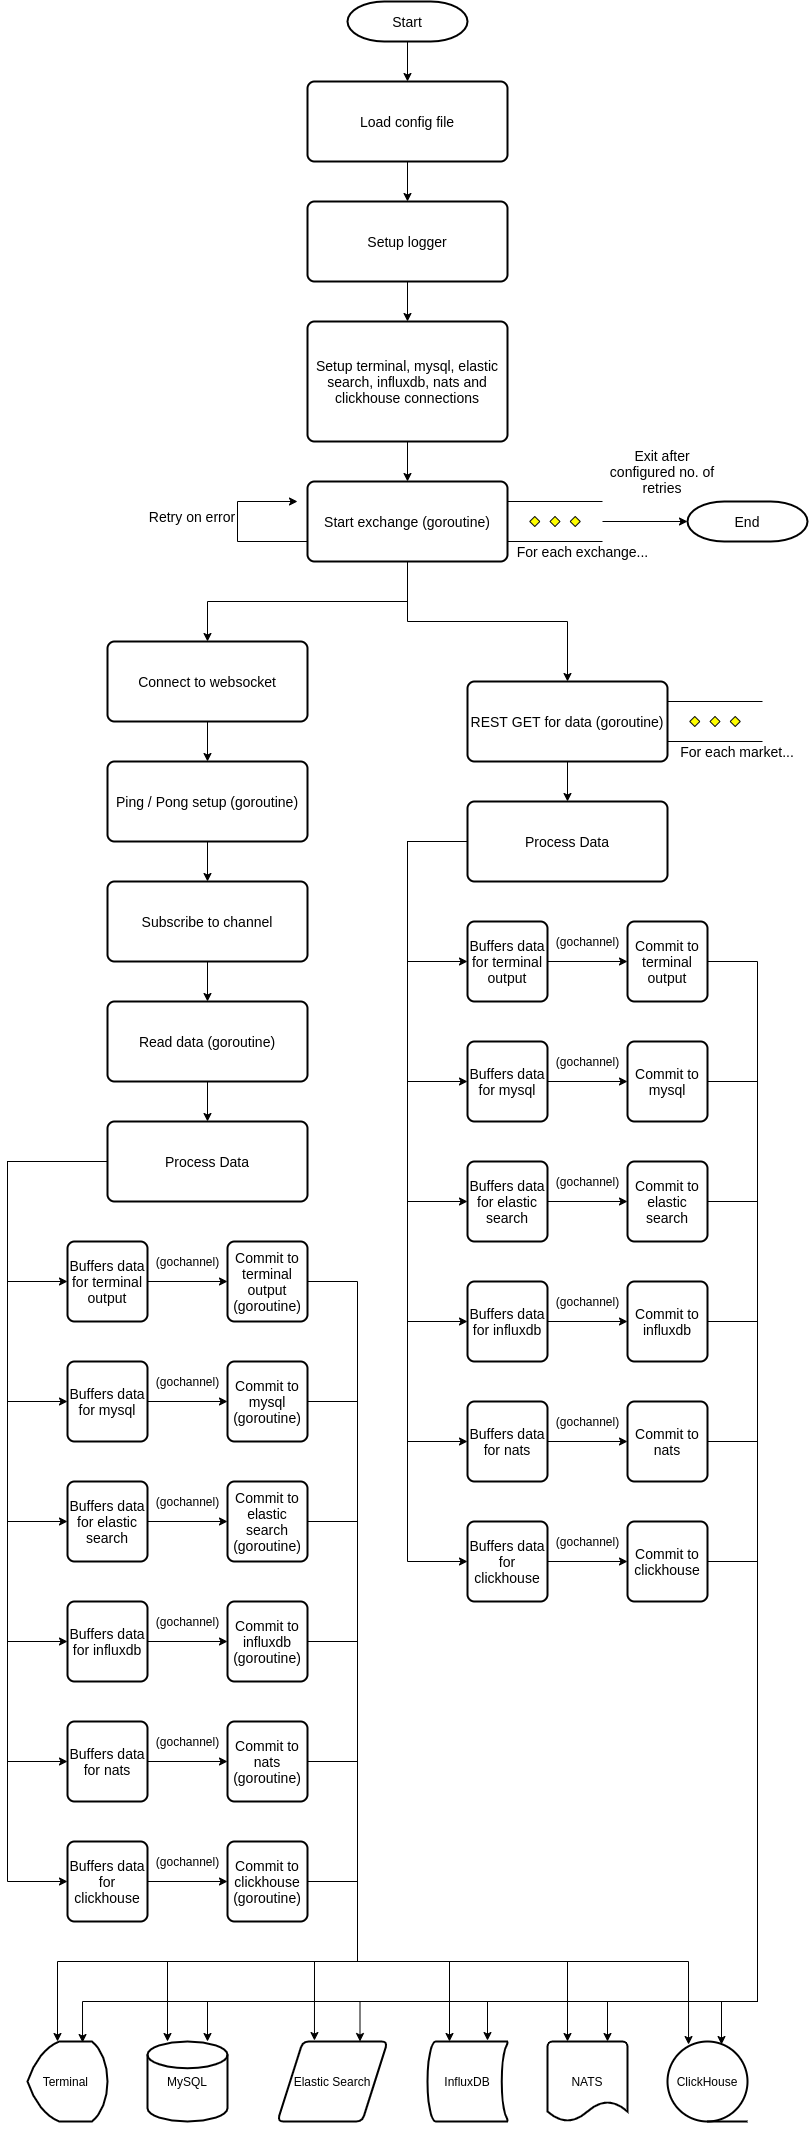 Start
Load config file
Setup logger
Setup terminal, mysql, elastic
search, influxdb, nats and
clickhouse connections
Exit after
configured no. of
retries
Retry on error
Start exchange (goroutine)
End
For each exchange...
Connect to websocket
REST GET for data (goroutine)
For each market...
Ping / Pong setup (goroutine)
Process Data
Subscribe to channel
Buffers data
for terminal
output
(gochannel)
Commit to
terminal
output
Read data (goroutine)
Buffers data
for mysql
(gochannel)
Commit to
mysql
Process Data
Buffers data
for elastic
search
(gochannel)
Commit to
elastic
search
Buffers data
for terminal
output
(gochannel)
Commit to
terminal
output
(goroutine)
Buffers data
for influxdb
(gochannel)
Commit to
influxdb
Buffers data
for mysql
(gochannel)
Commit to
mysql
(goroutine)
Buffers data
for nats
(gochannel)
Commit to
nats
Buffers data
for elastic
search
(gochannel)
Commit to
elastic
search
(goroutine)
Buffers data
for
clickhouse
(gochannel)
Commit to
clickhouse
Buffers data
for influxdb
(gochannel)
Commit to
influxdb
(goroutine)
Buffers data
for nats
(gochannel)
Commit to
nats
(goroutine)
Buffers data
for
clickhouse
(gochannel)
Commit to
clickhouse
(goroutine)
Terminal
MySQL
Elastic Search
InfluxDB
NATS
ClickHouse